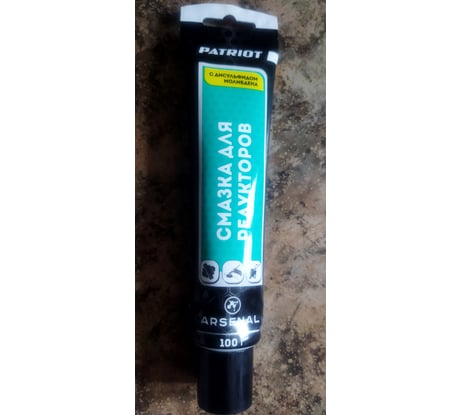 PATRIOT
С ДИСУЛЬФИДОМ
МОЛИБДЕНА
СМАЗКА ДЛЯ
РЕДУКТОРОВ
ARSENAL
100 Г